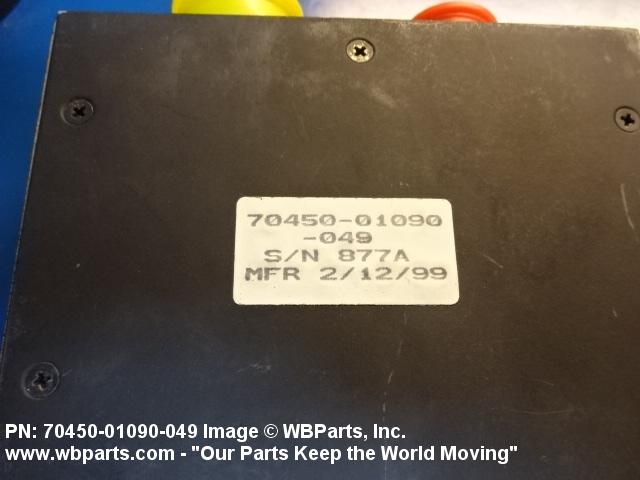 70450-01090
-049
S/N 877A
MFR 2/12/99
PN: 70450-01090-049 Image © WBParts, Inc.
www.wbparts.com - "Our Parts Keep the World Moving"